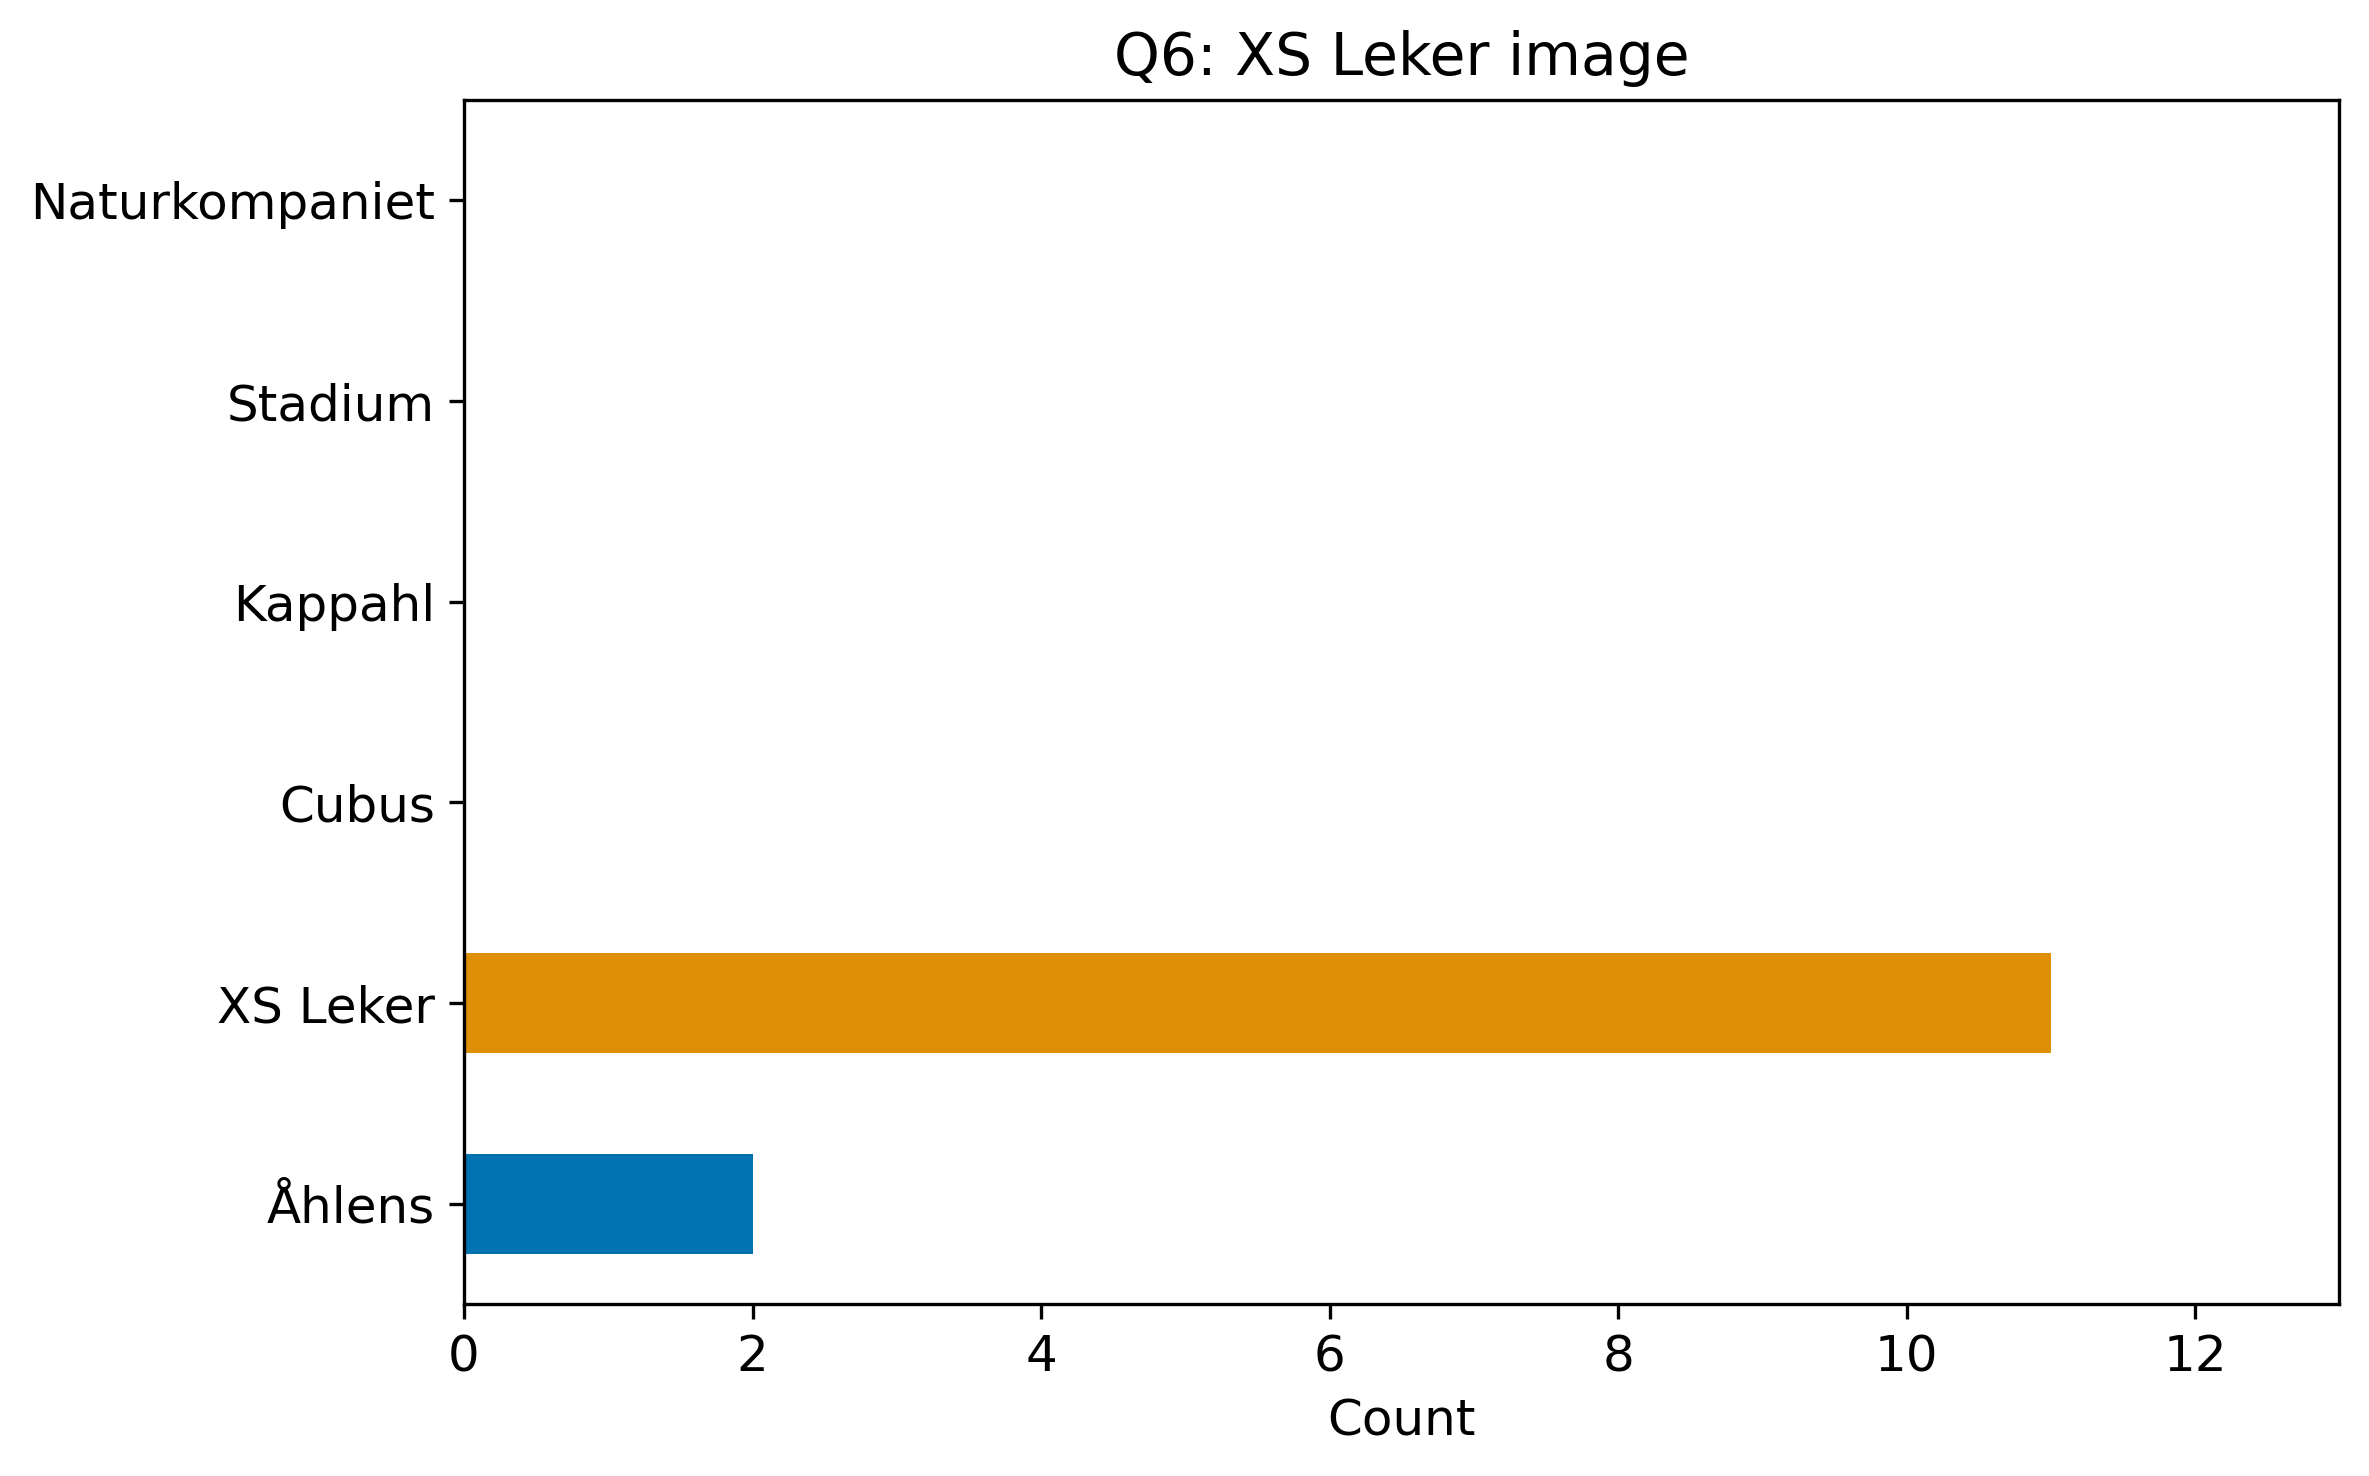 Q6: XS Leker image
Naturkompaniet
Stadium
Kappahl
Cubus
XS Leker
Åhlens
0 2 4 6 8 10 12
Count